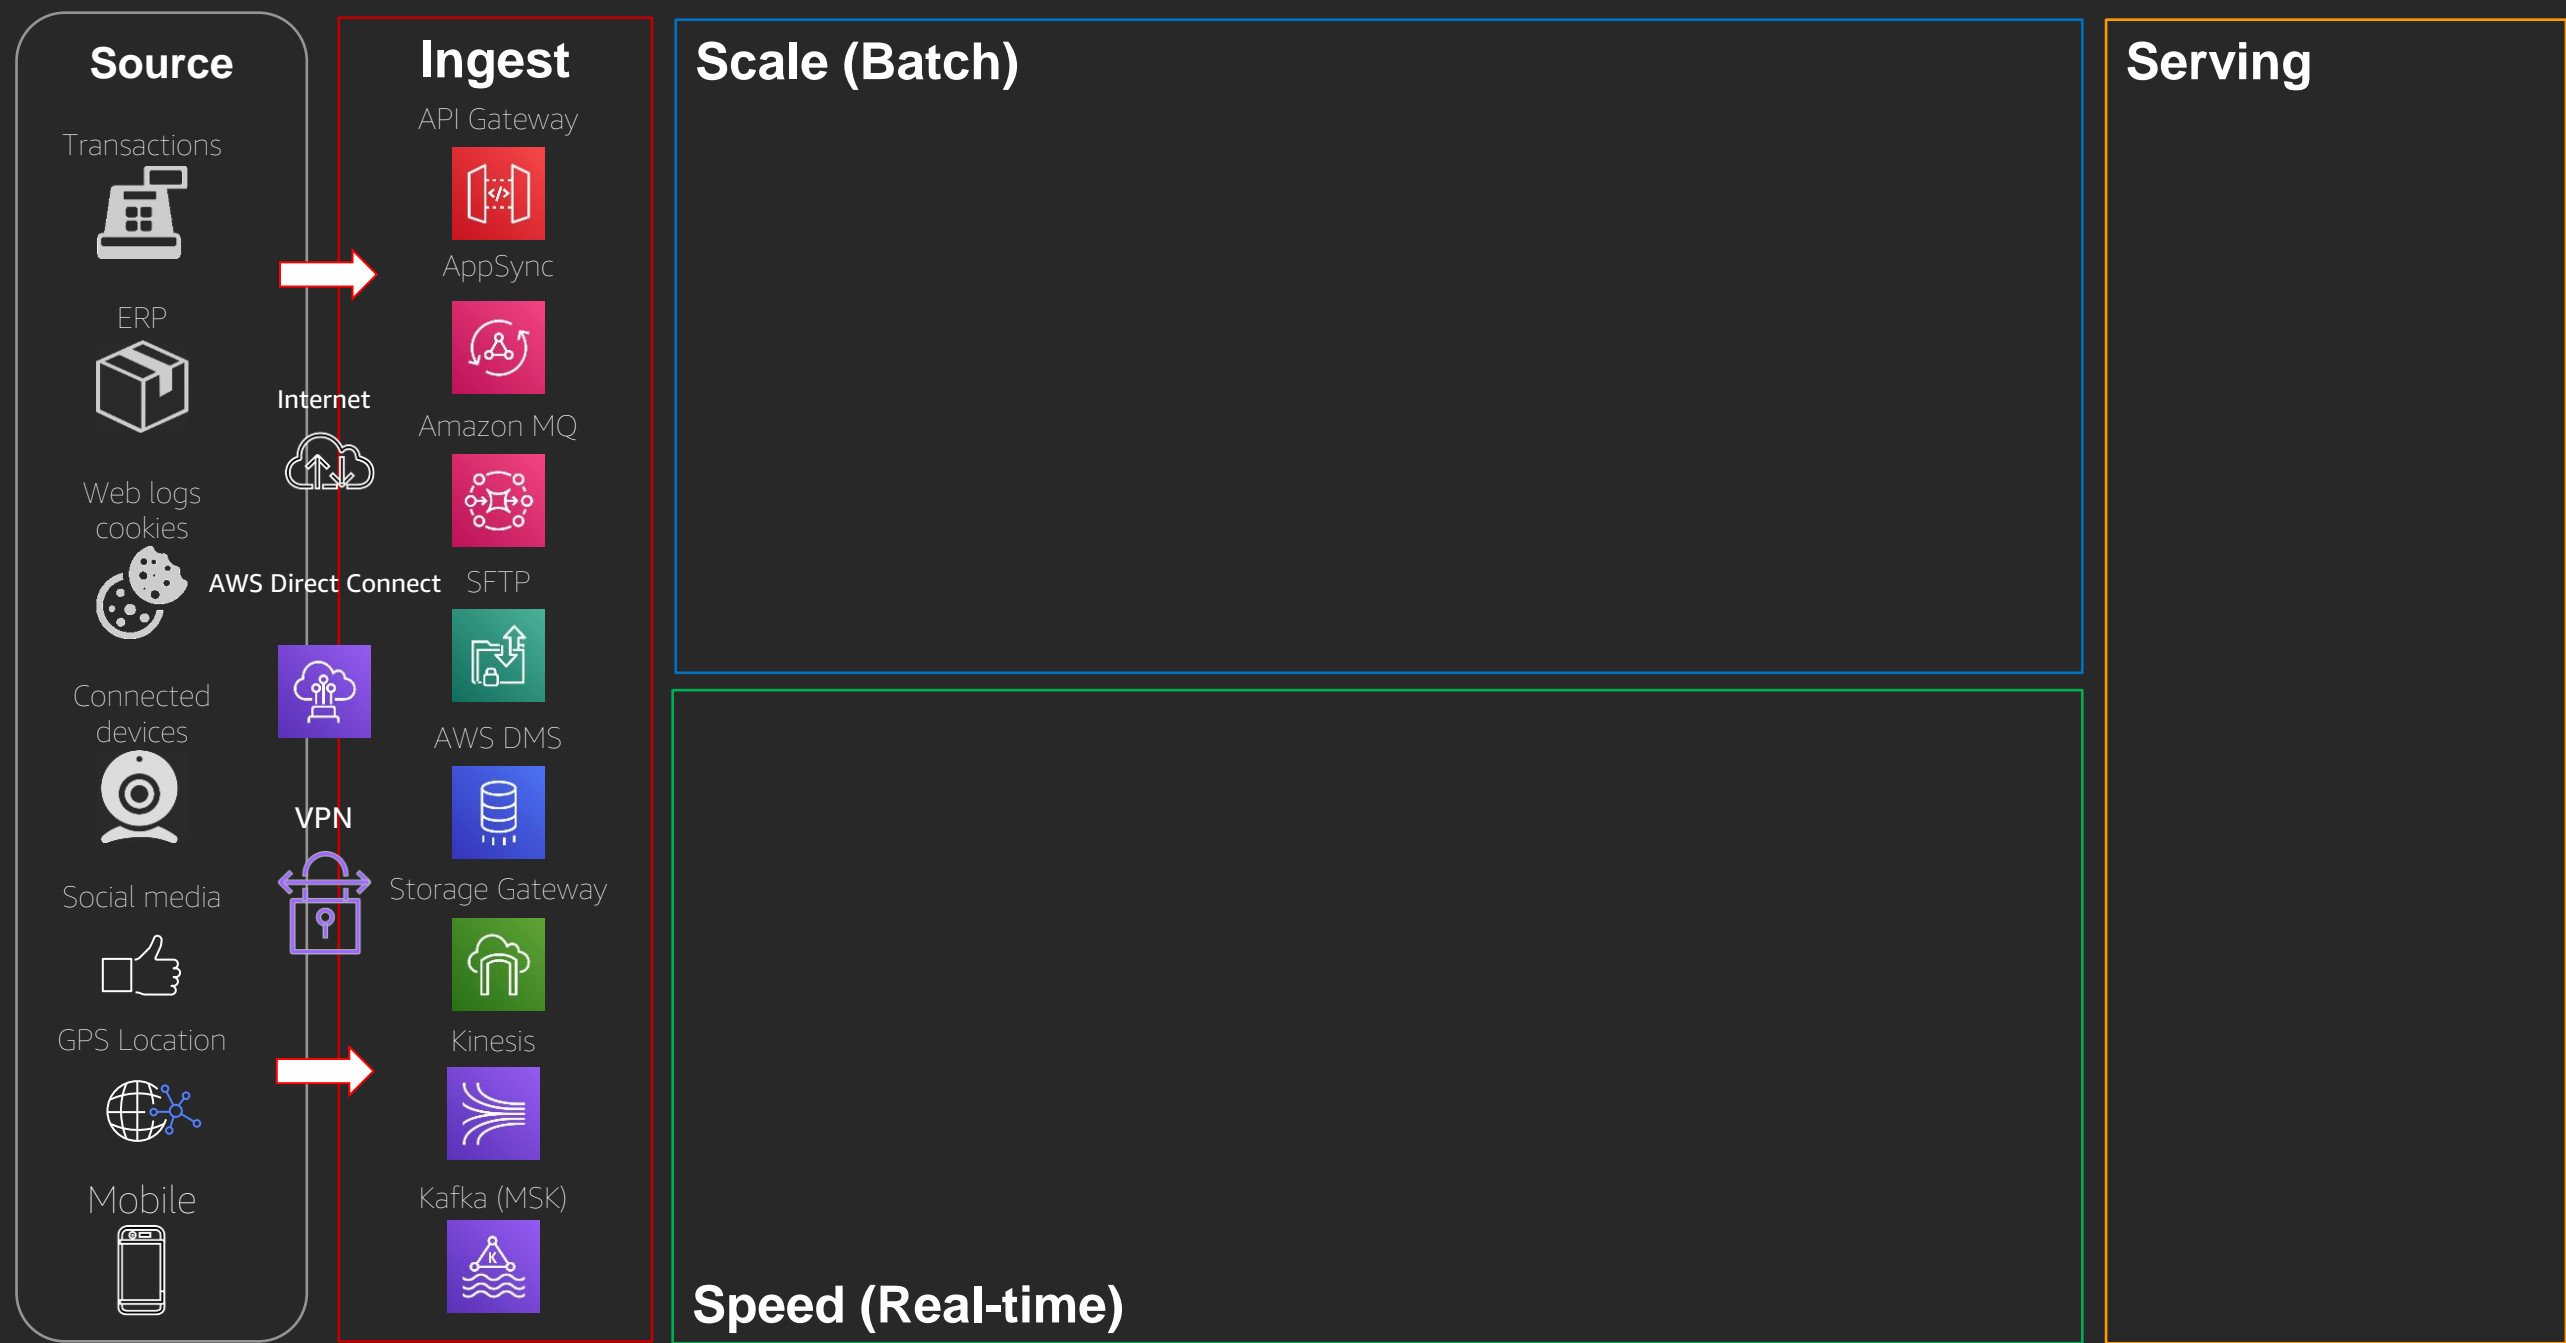 Source
Transactions
ERP
Web logs
cookies
Connected
devices
Social media
GPS Location
Mobile
Internet
AWS Direct Connect
VPN
Ingest
API Gateway
</>
AppSync
Amazon MQ
SFTP
AWS DMS
Storage Gateway
Kinesis
Kafka (MSK)
K
Scale (Batch)
Speed (Real-time)
Serving